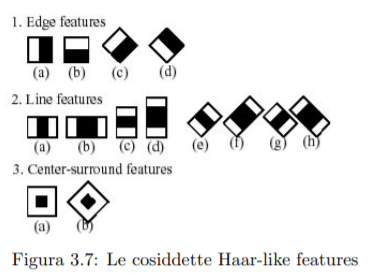 1. Edge features
(a) (b) (c) (d)
2. Line features
(a) (b) (c) (d) (e) (f) (g) (h)
3. Center-surround features
(a) (b)
Figura 3.7: Le cosiddette Haar-like features